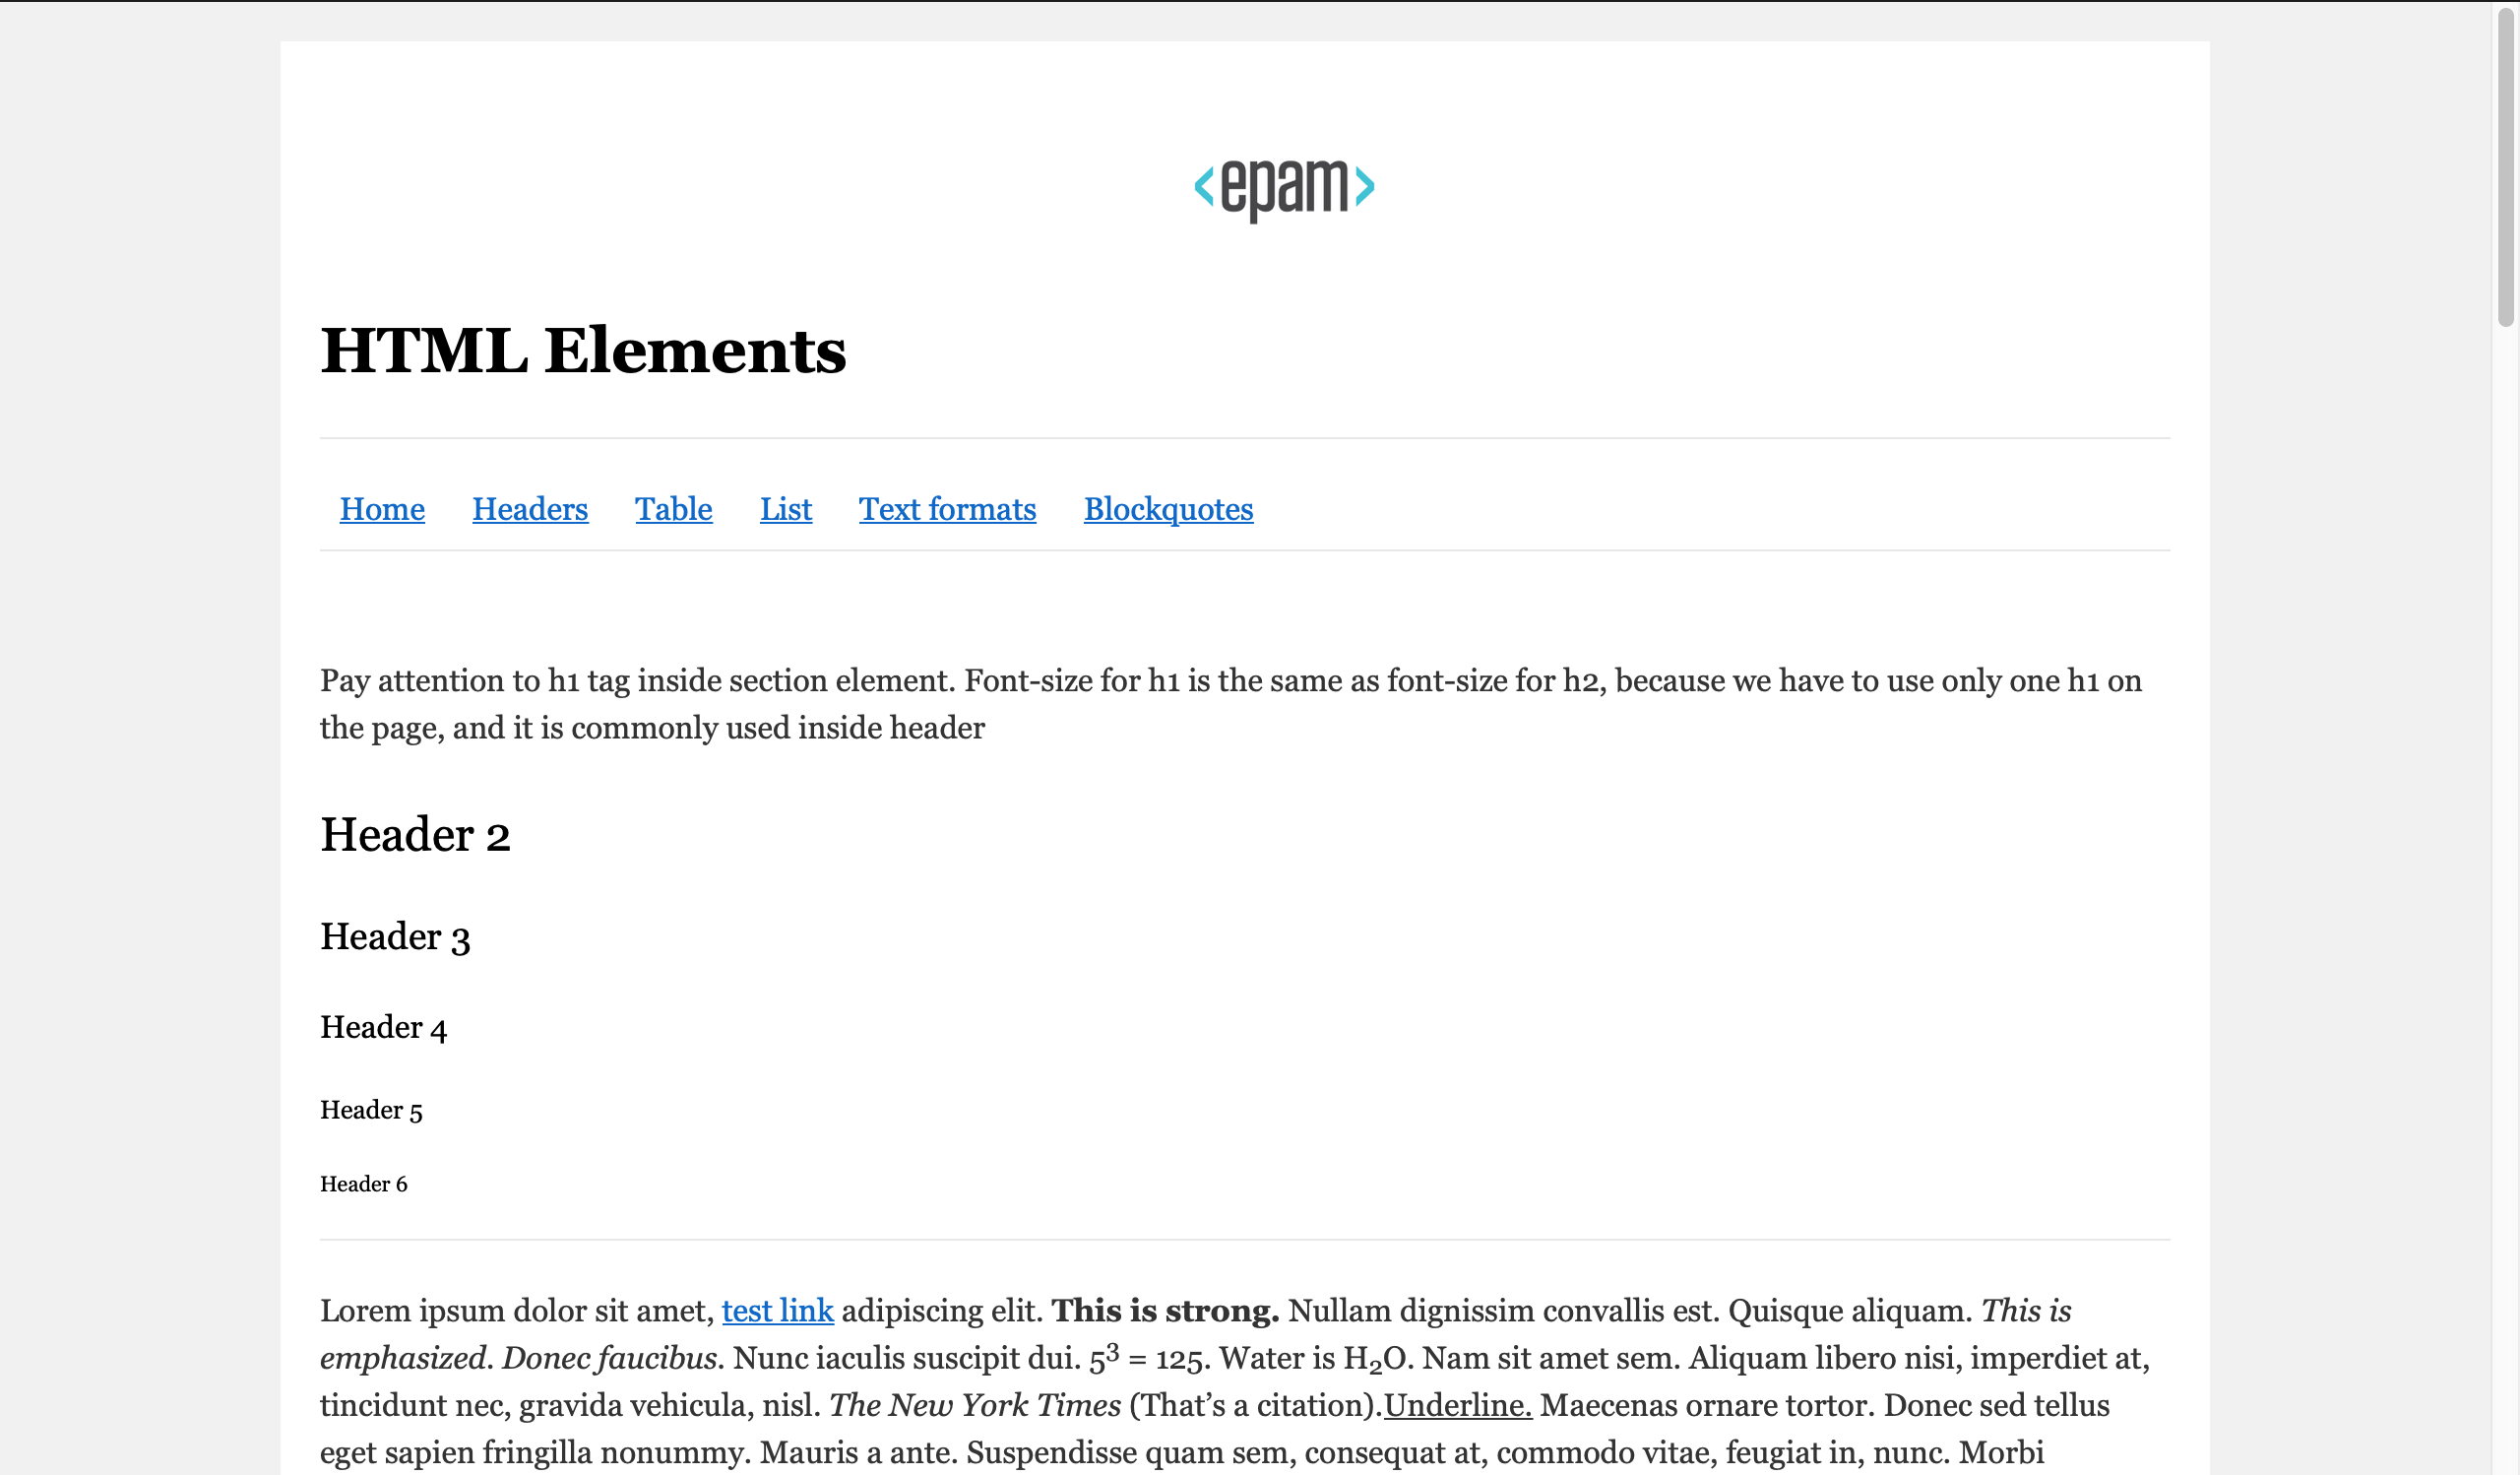 <epam>
HTML Elements
Home Headers Table List Text formats Blockquotes
Pay attention to h1 tag inside section element. Font-size for h1 is the same as font-size for h2, because we have to use only one h1 on
the page, and it is commonly used inside header
Header 2
Header 3
Header 4
Header 5
Header 6
Lorem ipsum dolor sit amet, test link adipiscing elit. This is strong. Nullam dignissim convallis est. Quisque aliquam. This is
emphasized. Donec faucibus. Nunc iaculis suscipit dui. 5³ = 125. Water is H₂O. Nam sit amet sem. Aliquam libero nisi, imperdiet at,
tincidunt nec, gravida vehicula, nisl. The New York Times (That’s a citation).Underline. Maecenas ornare tortor. Donec sed tellus
eget sapien fringilla nonummy. Mauris a ante. Suspendisse quam sem, consequat at, commodo vitae, feugiat in, nunc. Morbi